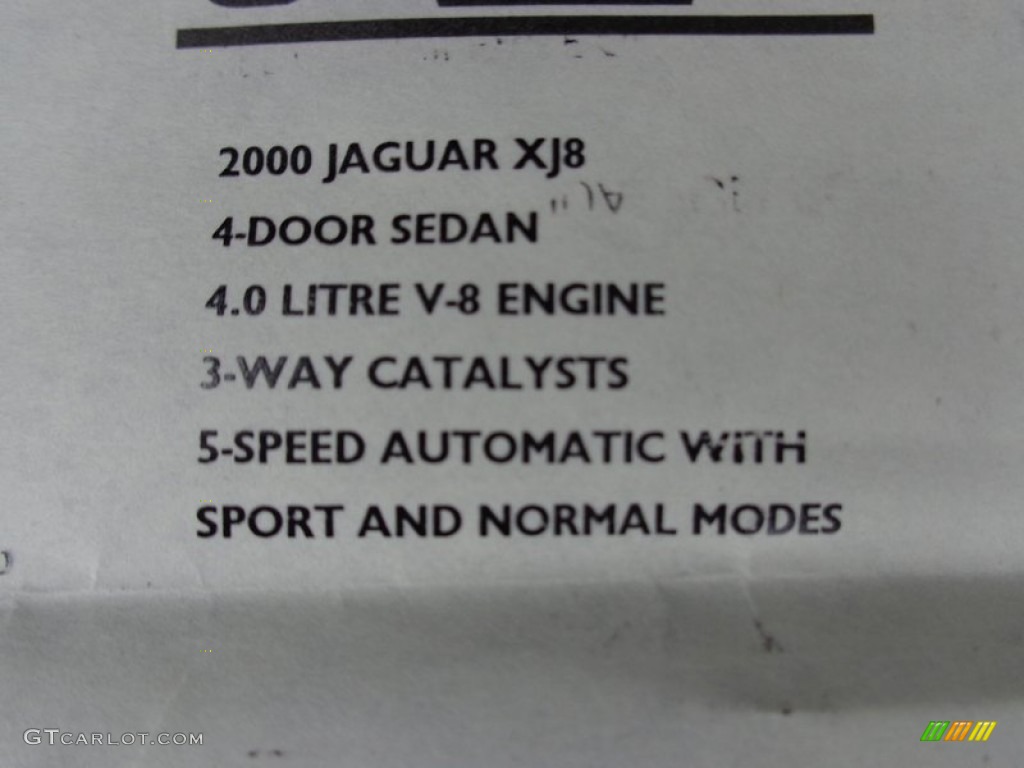 2000 JAGUAR XJ8
4-DOOR SEDAN
4.0 LITRE V-8 ENGINE
3-WAY CATALYSTS
5-SPEED AUTOMATIC WITH
SPORT AND NORMAL MODES
GTCARLOT.COM